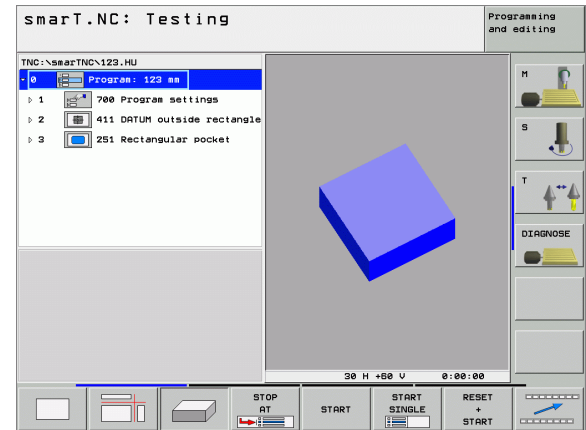 smarT.NC: Testing
Programming
and editing
TNC:\smarTNC\123.HU
0 Program: 123 mm
1 700 Program settings
2 411 DATUM outside rectangle
3 251 Rectangular pocket
M
S
T
DIAGNOSE
30 H +60 V 0:00:00
STOP
AT
START
START
SINGLE
RESET
+
START